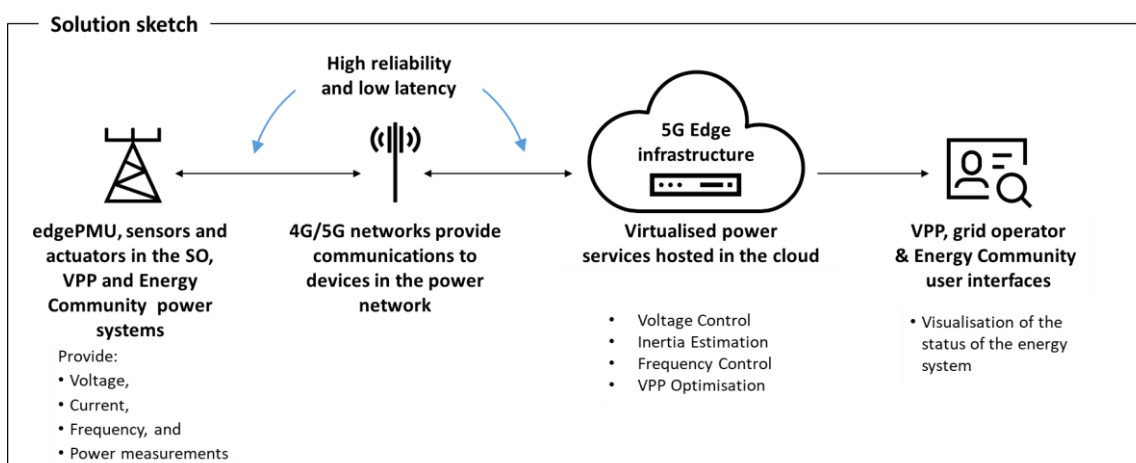 Solution sketch
High reliability
and low latency
5G Edge
infrastructure
edgePMU, sensors and
actuators in the SO,
VPP and Energy
Community power
systems
Provide:
• Voltage,
• Current,
• Frequency, and
• Power measurements
4G/5G networks provide
communications to
devices in the power
network
Virtualised power
services hosted in the cloud
• Voltage Control
• Inertia Estimation
• Frequency Control
• VPP Optimisation
VPP, grid operator
& Energy Community
user interfaces
• Visualisation of the
status of the energy
system